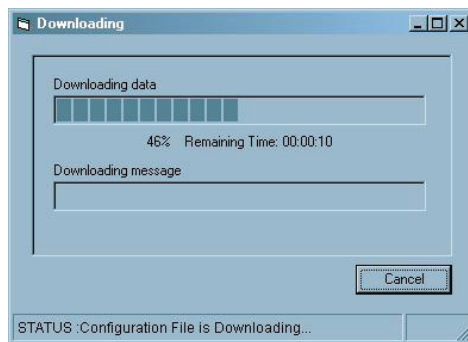 Downloading
Downloading data
46% Remaining Time: 00:00:10
Downloading message
Cancel
STATUS :Configuration File is Downloading...